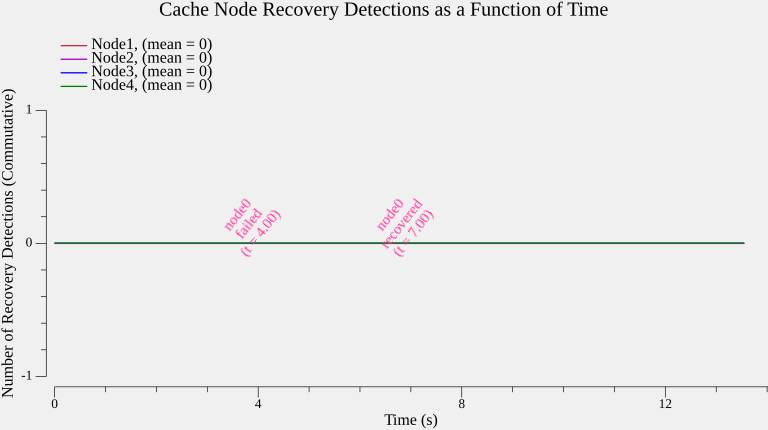 Cache Node Recovery Detections as a Function of Time
Node1, (mean = 0)
Node2, (mean = 0)
Node3, (mean = 0)
Node4, (mean = 0)
Number of Recovery Detections (Commutative)
1
0
-1
node0
failed
(t = 4.00)
node0
recovered
(t = 7.00)
0
4
8
12
Time (s)